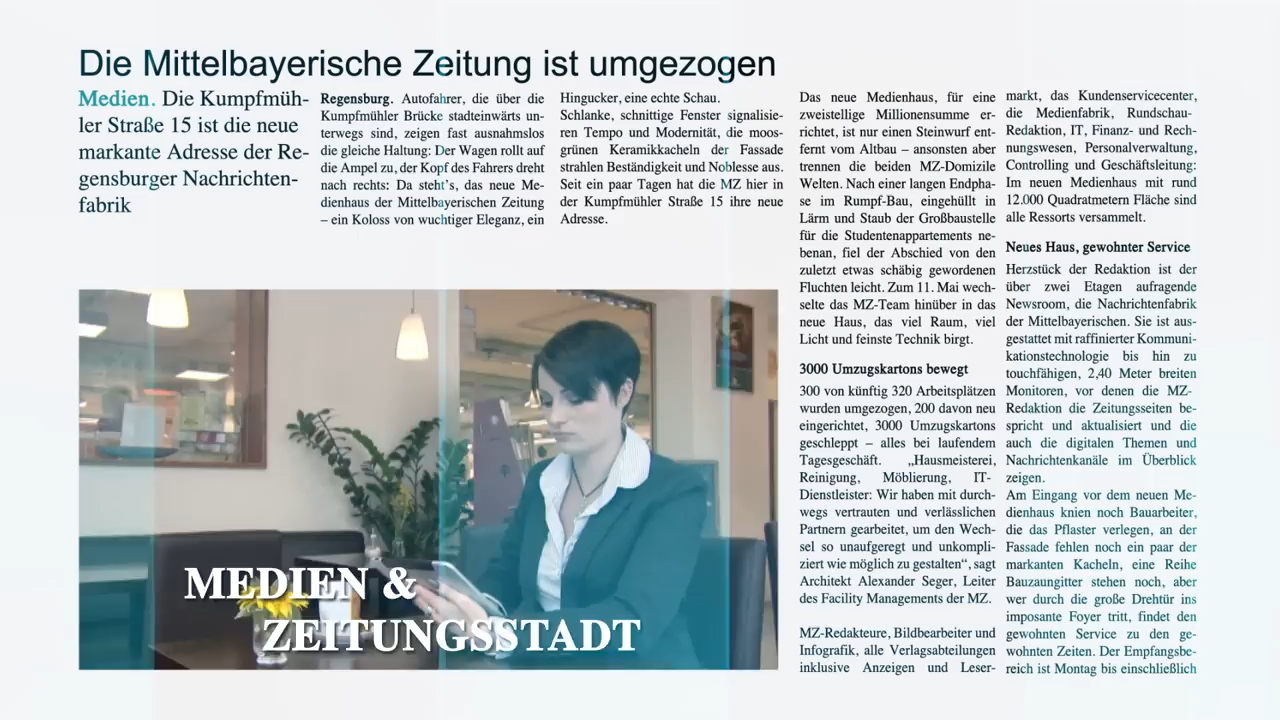 Die Mittelbayerische Zeitung ist umgezogen
Medien. Die Kumpfmüh-
ler Straße 15 ist die neue
markante Adresse der Re-
gensburger Nachrichten-
fabrik
Regensburg. Autofahrer, die über die
Kumpfmühler Brücke stadteinwärts un-
terwegs sind, zeigen fast ausnahmslos
die gleiche Haltung: Der Wagen rollt auf
die Ampel zu, der Kopf des Fahrers dreht
nach rechts: Da steht's, das neue Me-
dienhaus der Mittelbayerischen Zeitung
– ein Koloss von wuchtiger Eleganz, ein
Hingucker, eine echte Schau.
Schlanke, schnittige Fenster signalisie-
ren Tempo und Modernität, die moos-
grünen Keramikkacheln der Fassade
strahlen Beständigkeit und Noblesse aus.
Seit ein paar Tagen hat die MZ hier in
der Kumpfmühler Straße 15 ihre neue
Adresse.
Das neue Medienhaus, für eine
zweistellige Millionensumme er-
richtet, ist nur einen Steinwurf ent-
fernt vom Altbau – ansonsten aber
trennen die beiden MZ-Domizile
Welten. Nach einer langen Endpha-
se im Rumpf-Bau, eingehüllt in
Lärm und Staub der Großbaustelle
für die Studentenappartements ne-
benan, fiel der Abschied von den
zuletzt etwas schäbig gewordenen
Fluchten leicht. Zum 11. Mai wech-
selte das MZ-Team hinüber in das
neue Haus, das viel Raum, viel
Licht und feinste Technik birgt.
3000 Umzugskartons bewegt
300 von künftig 320 Arbeitsplätzen
wurden umgezogen, 200 davon neu
eingerichtet, 3000 Umzugskartons
geschleppt – alles bei laufendem
Tagesgeschäft. „Hausmeisterei,
Reinigung, Möblierung, IT-
Dienstleister: Wir haben mit durch-
wegs vertrauten und verlässlichen
Partnern gearbeitet, um den Wech-
sel so unaufgeregt und unkompli-
ziert wie möglich zu gestalten“, sagt
Architekt Alexander Seger, Leiter
des Facility Managements der MZ.
MZ-Redakteure, Bildbearbeiter und
Infografik, alle Verlagsabteilungen
inklusive Anzeigen und Leser-
markt, das Kundenservicecenter,
die Medienfabrik, Rundschau-
Redaktion, IT, Finanz- und Rech-
nungswesen, Personalverwaltung,
Controlling und Geschäftsleitung:
Im neuen Medienhaus mit rund
12.000 Quadratmetern Fläche sind
alle Ressorts versammelt.
Neues Haus, gewohnter Service
Herzstück der Redaktion ist der
über zwei Etagen aufragende
Newsroom, die Nachrichtenfabrik
der Mittelbayerischen. Sie ist aus-
gestattet mit raffinierter Kommuni-
kationstechnologie bis hin zu
touchfähigen, 2,40 Meter breiten
Monitoren, vor denen die MZ-
Redaktion die Zeitungsseiten be-
spricht und aktualisiert und die
auch die digitalen Themen und
Nachrichtenkanäle im Überblick
zeigen.
Am Eingang vor dem neuen Me-
dienhaus knien noch Bauarbeiter,
die das Pflaster verlegen, an der
Fassade fehlen noch ein paar der
markanten Kacheln, eine Reihe
Bauzaungitter stehen noch, aber
wer durch die große Drehtür ins
imposante Foyer tritt, findet den
gewohnten Service zu den ge-
wohnten Zeiten. Der Empfangsbe-
reich ist Montag bis einschließlich
MEDIEN &
ZEITUNGSSTADT